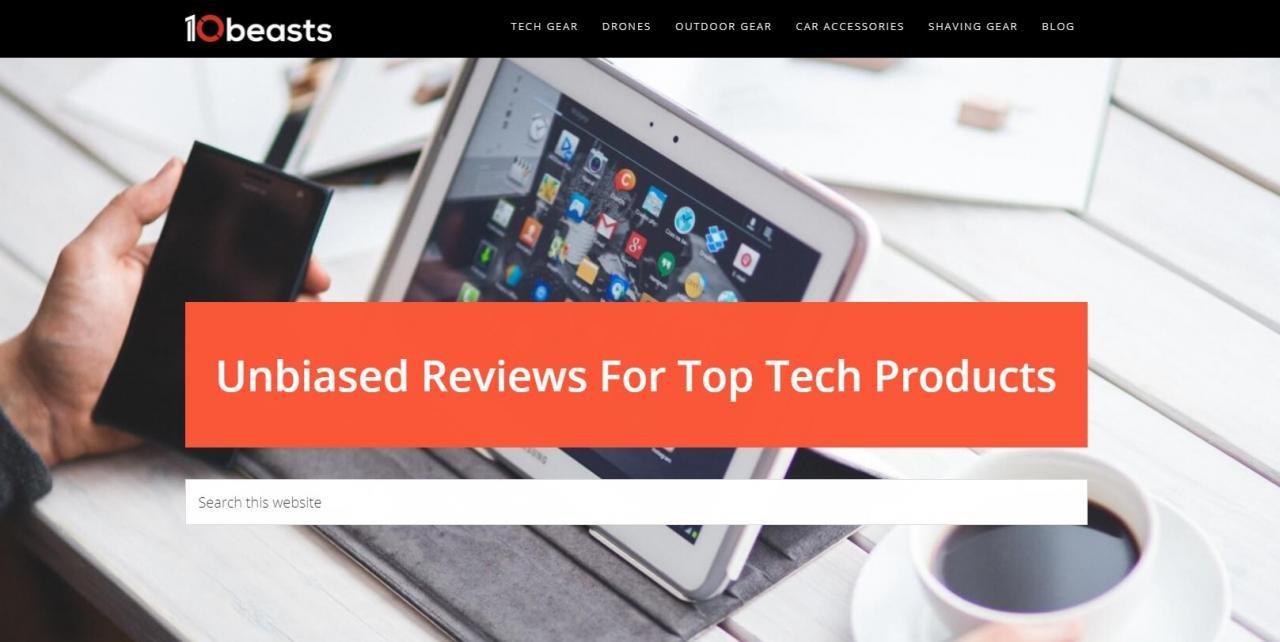 10beasts
TECH GEAR DRONES OUTDOOR GEAR CAR ACCESSORIES SHAVING GEAR BLOG
Unbiased Reviews For Top Tech Products
SAMSUNG
Search this website